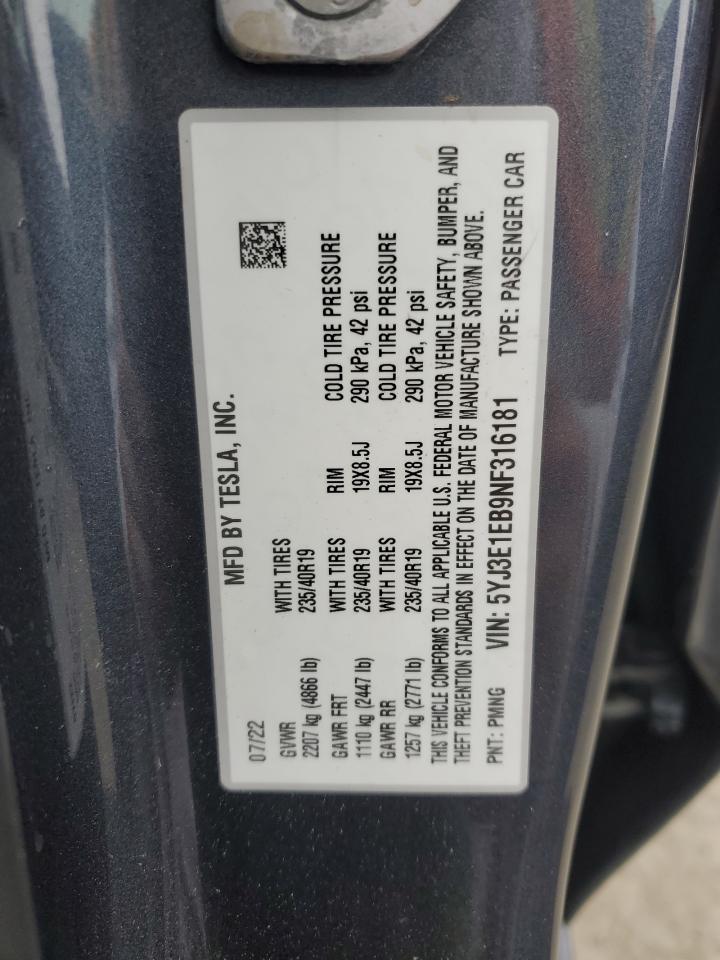 MFD BY TESLA, INC.
07/22
GVWR WITH TIRES
2207 kg (4866 lb) 235/40R19
GAWR FRT WITH TIRES RIM COLD TIRE PRESSURE
1110 kg (2447 lb) 235/40R19 19X8.5J 290 kPa, 42 psi
GAWR RR WITH TIRES RIM COLD TIRE PRESSURE
1257 kg (2771 lb) 235/40R19 19X8.5J 290 kPa, 42 psi
THIS VEHICLE CONFORMS TO ALL APPLICABLE U.S. FEDERAL MOTOR VEHICLE SAFETY, BUMPER, AND
THEFT PREVENTION STANDARDS IN EFFECT ON THE DATE OF MANUFACTURE SHOWN ABOVE.
PNT: PMNG VIN: 5YJ3E1EB9NF316181 TYPE: PASSENGER CAR